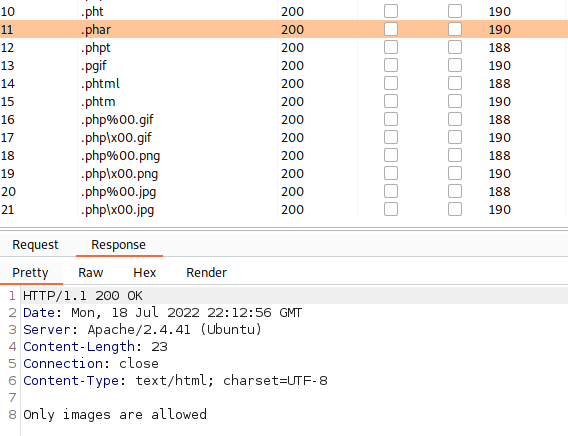 10 .pht 200 190
11 .phar 200 190
12 .phpt 200 188
13 .pgif 200 190
14 .phtml 200 188
15 .phtm 200 190
16 .php%00.gif 200 188
17 .php\x00.gif 200 190
18 .php%00.png 200 188
19 .php\x00.png 200 190
20 .php%00.jpg 200 188
21 .php\x00.jpg 200 190
Request Response
Pretty Raw Hex Render
1 HTTP/1.1 200 OK
2 Date: Mon, 18 Jul 2022 22:12:56 GMT
3 Server: Apache/2.4.41 (Ubuntu)
4 Content-Length: 23
5 Connection: close
6 Content-Type: text/html; charset=UTF-8
7
8 Only images are allowed